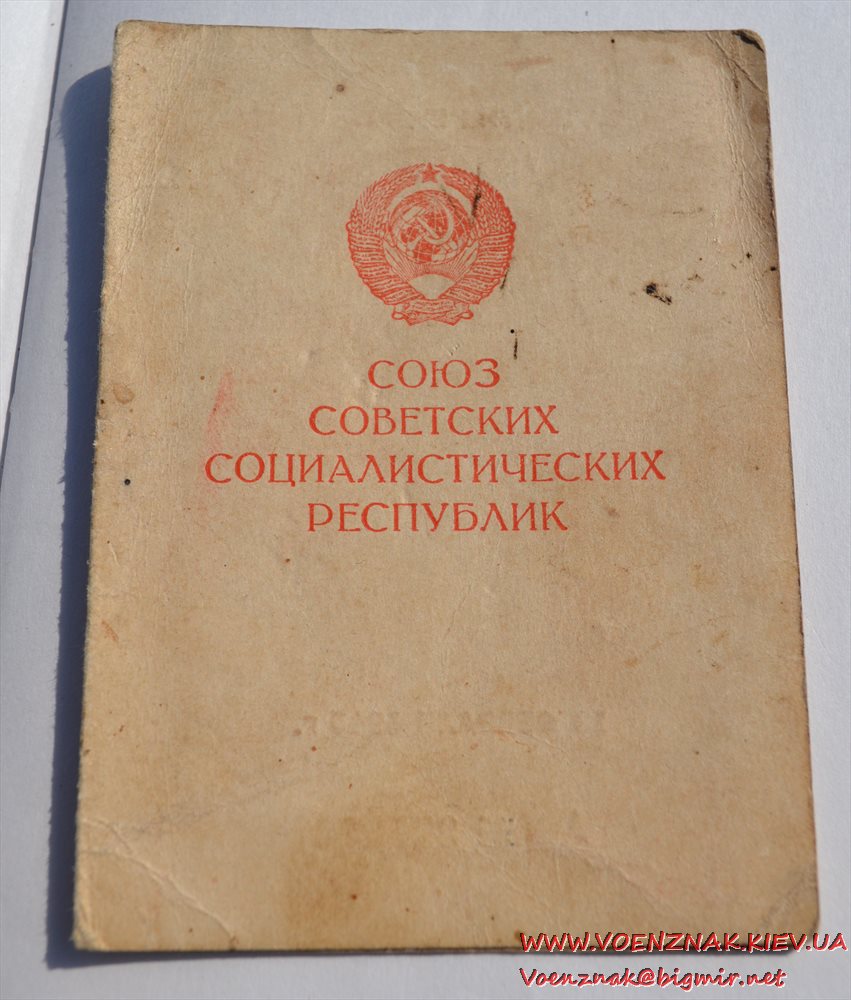 СОЮЗ
СОВЕТСКИХ
СОЦИАЛИСТИЧЕСКИХ
РЕСПУБЛИК
WWW.VOENZNAK.KIEV.UA
Voenznak@bigmir.net